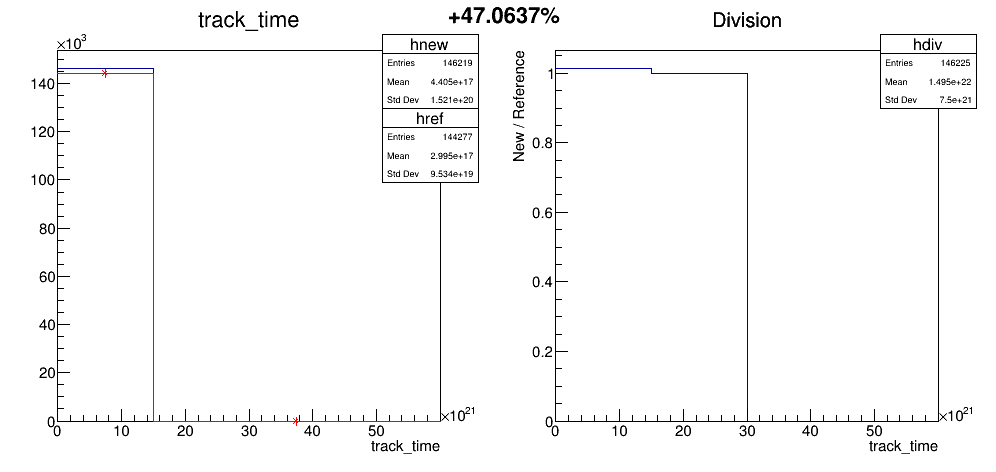 +47.0637%
track_time
×10³
hnew
Entries 146219
Mean 4.405e+17
Std Dev 1.521e+20
href
Entries 144277
Mean 2.995e+17
Std Dev 9.534e+19
140
120
100
80
60
40
20
0
0 10 20 30 40 50
×10²¹
track_time
Division
hdiv
Entries 146225
Mean 1.495e+22
Std Dev 7.5e+21
New / Reference
1
0.8
0.6
0.4
0.2
0
0 10 20 30 40 50
×10²¹
track_time